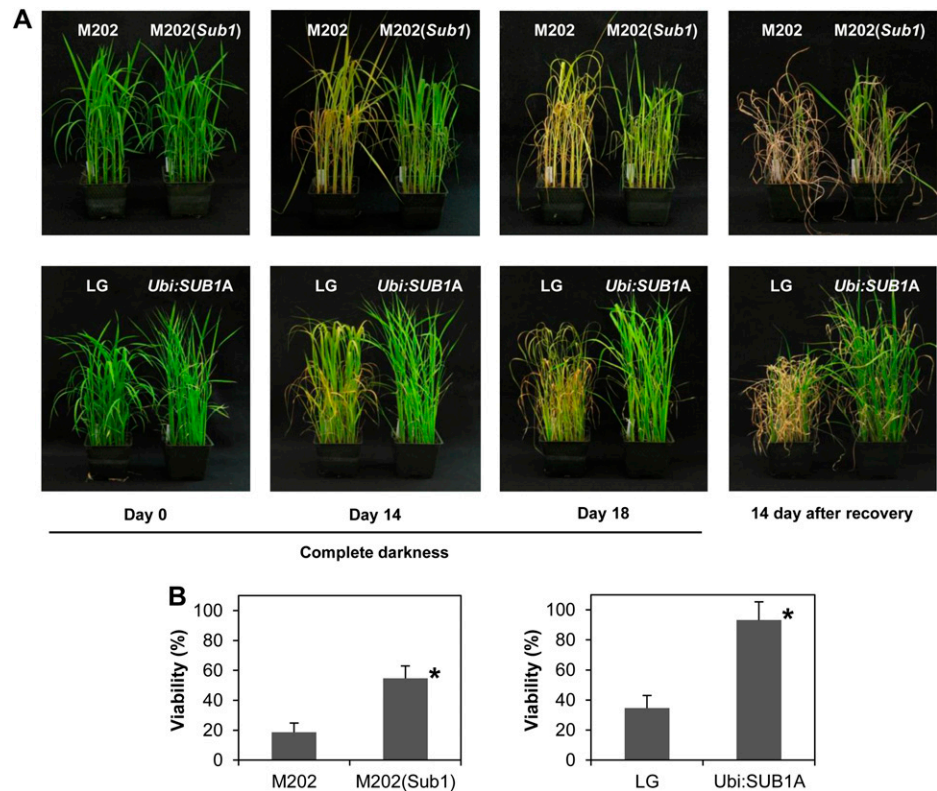 A
M202 M202(Sub1) M202 M202(Sub1) M202 M202(Sub1) M202 M202(Sub1)
LG Ubi:SUB1A LG Ubi:SUB1A LG Ubi:SUB1A LG Ubi:SUB1A
Day 0 Day 14 Day 18 14 day after recovery
Complete darkness
B
Viability (%)
100
80
60
40
20
0
M202 M202(Sub1)
Viability (%)
100
80
60
40
20
0
LG Ubi:SUB1A
*
*